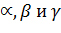 ∝, β и γ